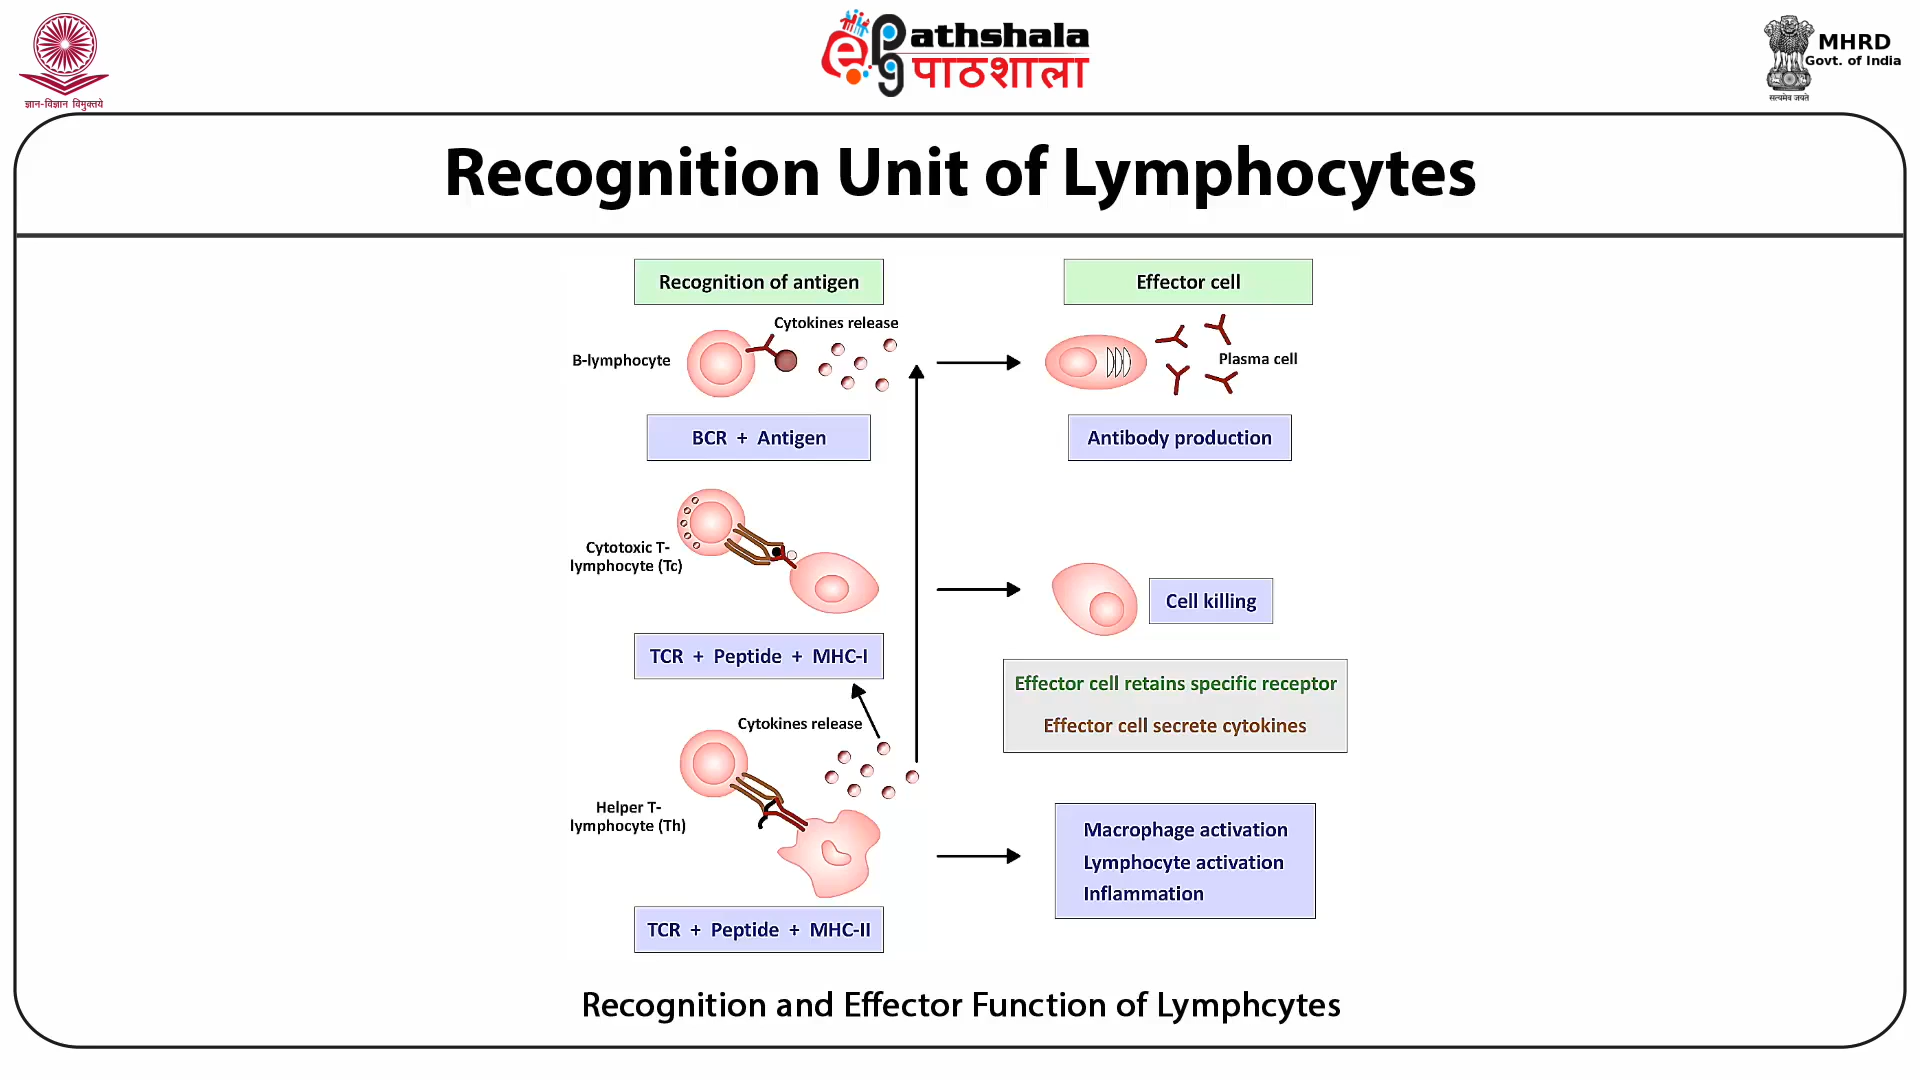 ज्ञान-विज्ञान विमुक्तये
ePathshala
पाठशाला
MHRD
Govt. of India
सत्यमेव जयते
Recognition Unit of Lymphocytes
Recognition of antigen
Effector cell
Cytokines release
B-lymphocyte
Plasma cell
BCR + Antigen
Antibody production
Cytotoxic T-
lymphocyte (Tc)
Cell killing
TCR + Peptide + MHC-I
Effector cell retains specific receptor
Effector cell secrete cytokines
Cytokines release
Helper T-
lymphocyte (Th)
Macrophage activation
Lymphocyte activation
Inflammation
TCR + Peptide + MHC-II
Recognition and Effector Function of Lymphcytes